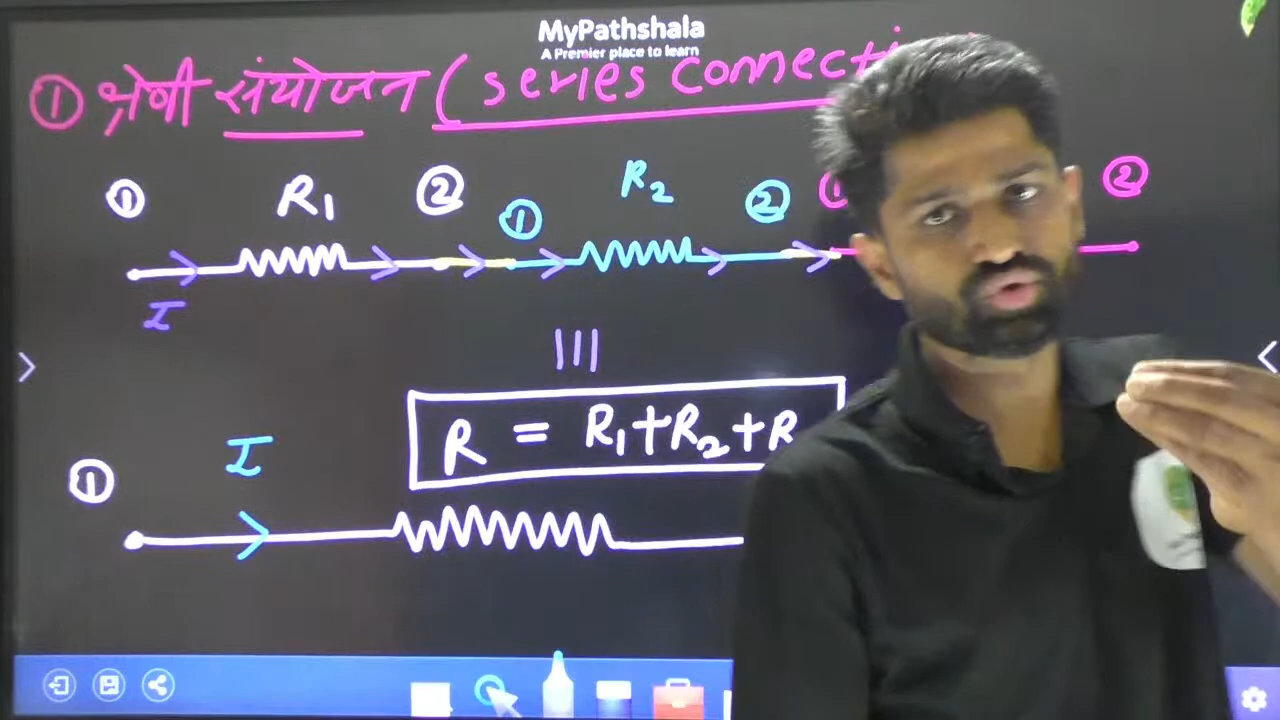 MyPathshala
A Premier place to learn
① श्रेणी संयोजन ( series connecti
① R₁ ② ① R₂ ② ① ②
I
|||
R = R₁+R₂+R
① I